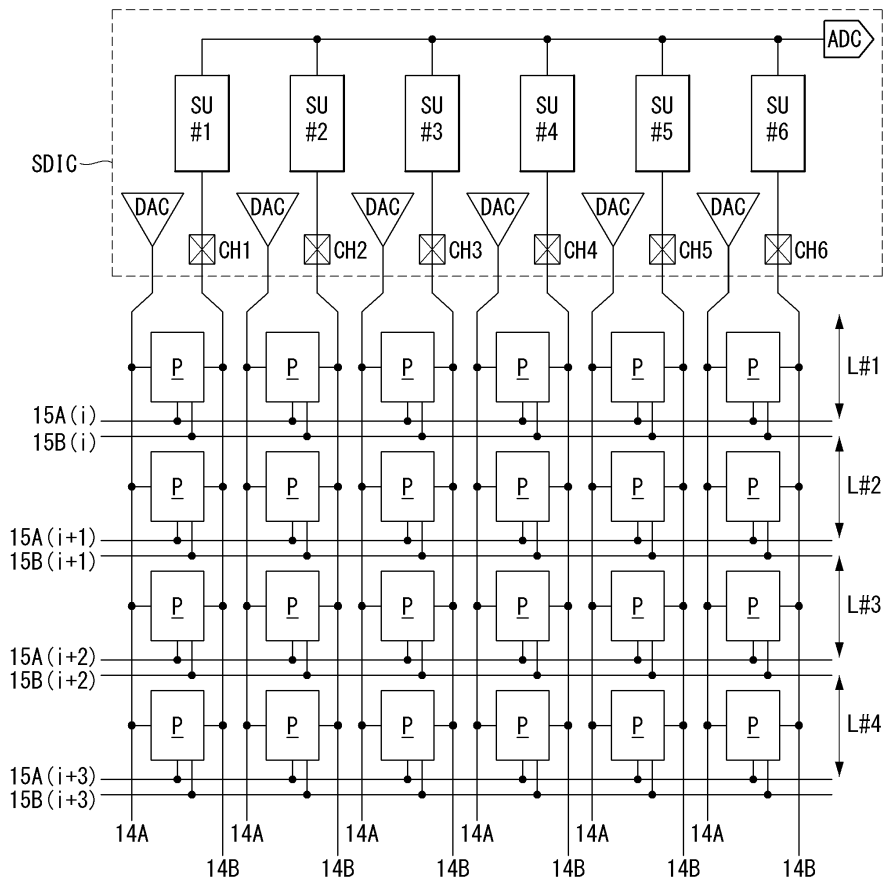 ADC
SU #1
SU #2
SU #3
SU #4
SU #5
SU #6
SDIC
DAC
DAC
DAC
DAC
DAC
DAC
CH1
CH2
CH3
CH4
CH5
CH6
P P P P P P
L#1
15A(i)
15B(i)
P P P P P P
L#2
15A(i+1)
15B(i+1)
P P P P P P
L#3
15A(i+2)
15B(i+2)
P P P P P P
L#4
15A(i+3)
15B(i+3)
14A 14A 14A 14A 14A 14A
14B 14B 14B 14B 14B 14B